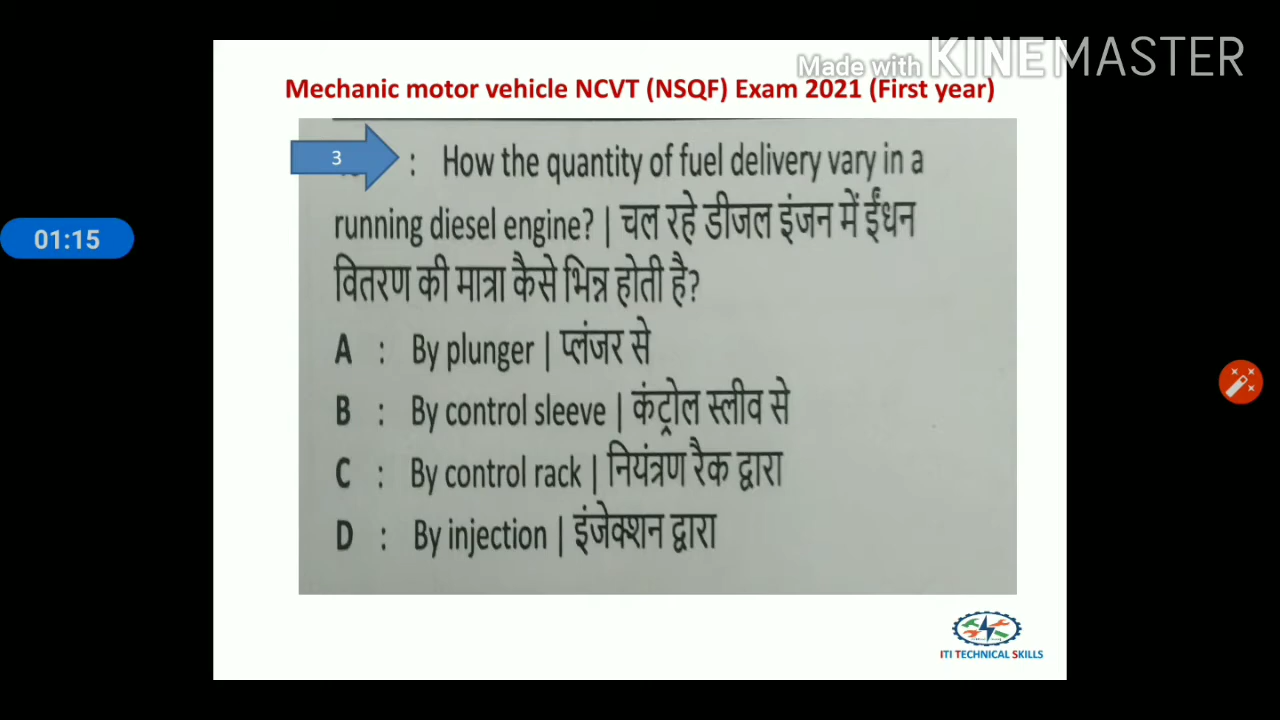 Made with KINEMASTER
Mechanic motor vehicle NCVT (NSQF) Exam 2021 (First year)
3 : How the quantity of fuel delivery vary in a
running diesel engine? | चल रहे डीजल इंजन में ईंधन
वितरण की मात्रा कैसे भिन्न होती है?
A : By plunger | प्लंजर से
B : By control sleeve | कंट्रोल स्लीव से
C : By control rack | नियंत्रण रैक द्वारा
D : By injection | इंजेक्शन द्वारा
01:15
ITI TECHNICAL SKILLS